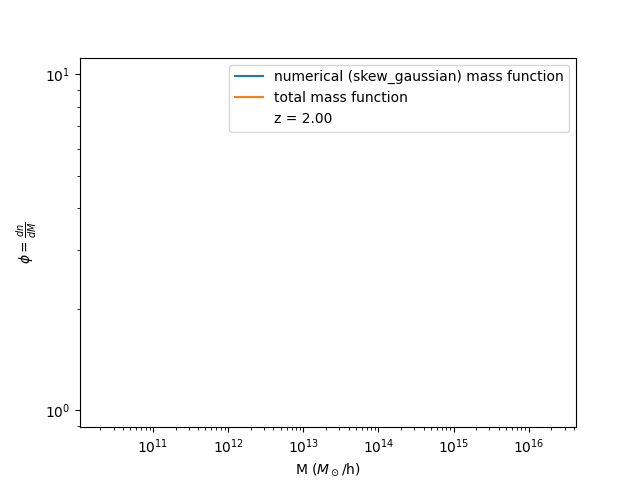 numerical (skew_gaussian) mass function
total mass function
z = 2.00
10¹
10⁰
ϕ = dn/dM
10¹¹ 10¹² 10¹³ 10¹⁴ 10¹⁵ 10¹⁶
M (M⊙/h)